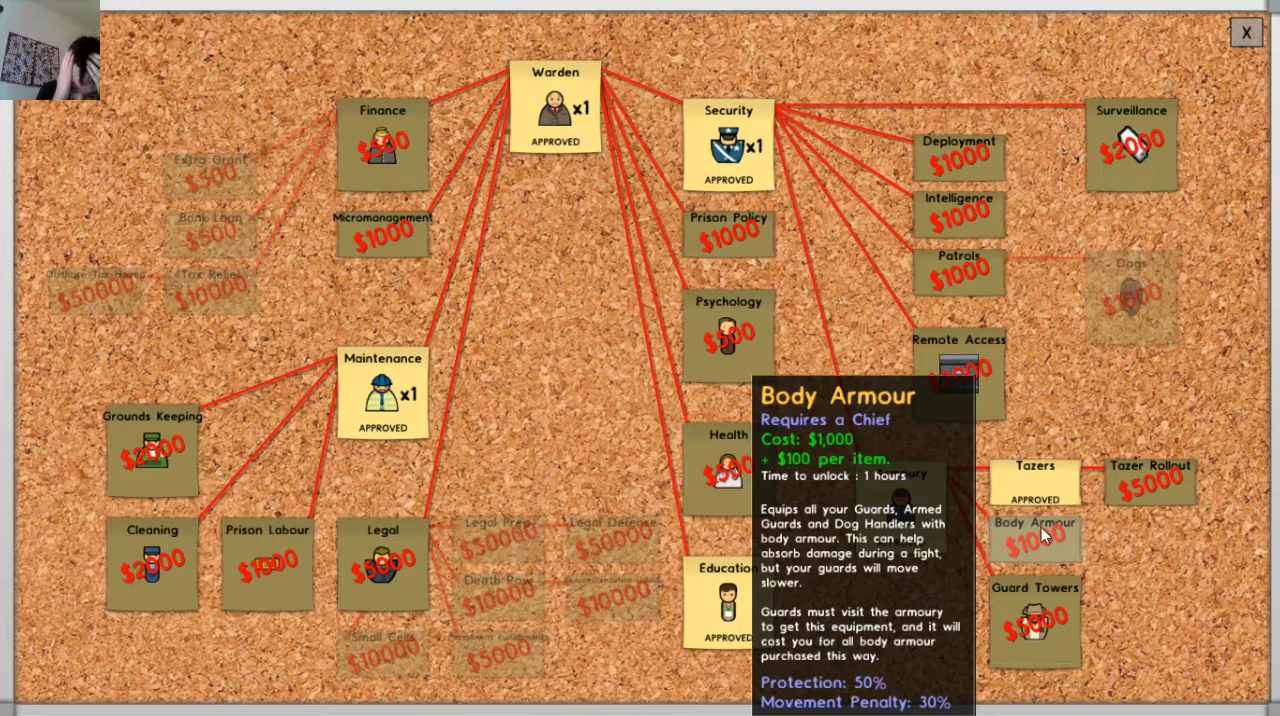 X
Warden
x1
APPROVED
Finance
$500
Security
x1
APPROVED
Surveillance
$2000
Deployment
$1000
Extra Grant
$500
Intelligence
$1000
Bank Loan
$500
Micromanagement
$1000
Prison Policy
$1000
Patrols
$1000
Dogs
$1000
Offshore Tax Haven
$50000
Tax Relief
$10000
Psychology
$500
Remote Access
$2000
Maintenance
x1
APPROVED
Body Armour
Requires a Chief
Cost: $1,000
+ $100 per item.
Time to unlock : 1 hours
Equips all your Guards, Armed
Guards and Dog Handlers with
body armour. This can help
absorb damage during a fight,
but your guards will move
slower.
Guards must visit the armoury
to get this equipment, and it will
cost you for all body armour
purchased this way.
Protection: 50%
Movement Penalty: 30%
Grounds Keeping
$2000
Health
$500
Tazers
APPROVED
Tazer Rollout
$5000
Body Armour
$1000
Cleaning
$2000
Prison Labour
$1000
Legal
$5000
Legal Prep
$50000
Legal Defense
$50000
Death Row
$10000
$10000
Small Cells
$10000
$5000
Education
APPROVED
Guard Towers
$5000